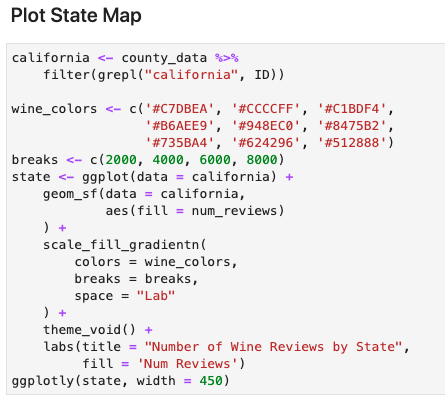 Plot State Map
california <- county_data %>%
    filter(grepl("california", ID))

wine_colors <- c('#C7DBEA', '#CCCCFF', '#C1BDF4',
                 '#B6AEE9', '#948EC0', '#8475B2',
                 '#735BA4', '#624296', '#512888')
breaks <- c(2000, 4000, 6000, 8000)
state <- ggplot(data = california) +
    geom_sf(data = california,
            aes(fill = num_reviews)
    ) +
    scale_fill_gradientn(
        colors = wine_colors,
        breaks = breaks,
        space = "Lab"
    ) +
    theme_void() +
    labs(title = "Number of Wine Reviews by State",
         fill = 'Num Reviews')
ggplotly(state, width = 450)